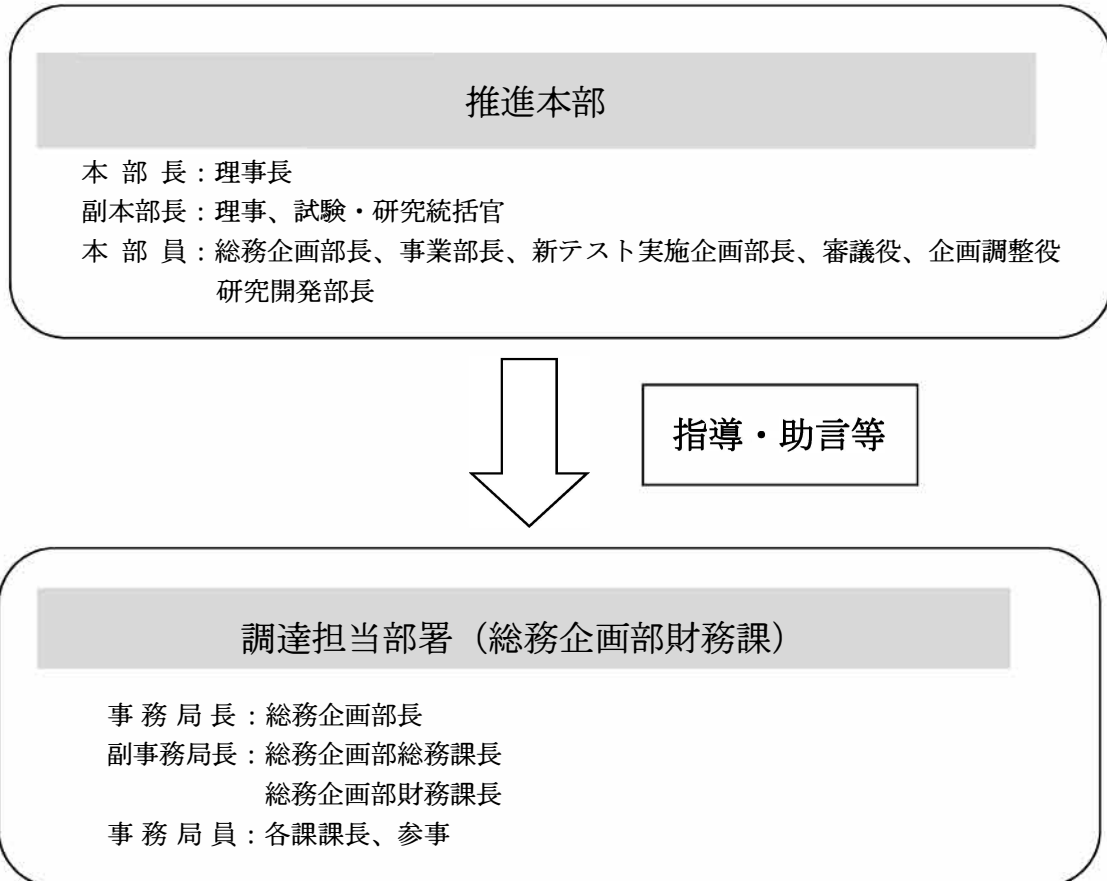 推進本部
本 部 長：理事長
副本部長：理事、試験・研究統括官
本 部 員：総務企画部長、事業部長、新テスト実施企画部長、審議役、企画調整役
研究開発部長
指導・助言等
調達担当部署（総務企画部財務課）
事 務 局 長：総務企画部長
副事務局長：総務企画部総務課長
総務企画部財務課長
事 務 局 員：各課課長、参事